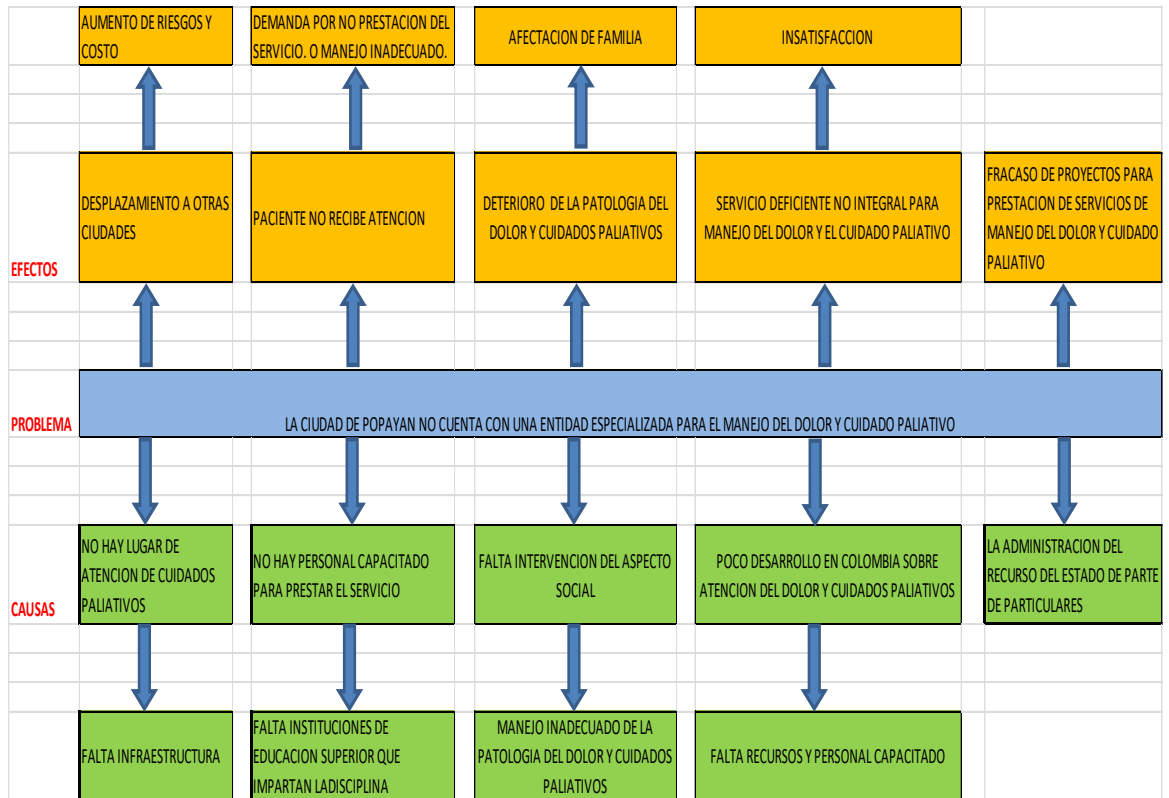 AUMENTO DE RIESGOS Y
COSTO
DEMANDA POR NO PRESTACION DEL
SERVICIO. O MANEJO INADECUADO.
AFECTACION DE FAMILIA
INSATISFACCION
EFECTOS
DESPLAZAMIENTO A OTRAS
CIUDADES
PACIENTE NO RECIBE ATENCION
DETERIORO DE LA PATOLOGIA DEL
DOLOR Y CUIDADOS PALIATIVOS
SERVICIO DEFICIENTE NO INTEGRAL PARA
MANEJO DEL DOLOR Y EL CUIDADO PALIATIVO
FRACASO DE PROYECTOS PARA
PRESTACION DE SERVICIOS DE
MANEJO DEL DOLOR Y CUIDADO
PALIATIVO
PROBLEMA
LA CIUDAD DE POPAYAN NO CUENTA CON UNA ENTIDAD ESPECIALIZADA PARA EL MANEJO DEL DOLOR Y CUIDADO PALIATIVO
CAUSAS
NO HAY LUGAR DE
ATENCION DE CUIDADOS
PALIATIVOS
NO HAY PERSONAL CAPACITADO
PARA PRESTAR EL SERVICIO
FALTA INTERVENCION DEL ASPECTO
SOCIAL
POCO DESARROLLO EN COLOMBIA SOBRE
ATENCION DEL DOLOR Y CUIDADOS PALIATIVOS
LA ADMINISTRACION DEL
RECURSO DEL ESTADO DE PARTE
DE PARTICULARES
FALTA INFRAESTRUCTURA
FALTA INSTITUCIONES DE
EDUCACION SUPERIOR QUE
IMPARTAN LADISCIPLINA
MANEJO INADECUADO DE LA
PATOLOGIA DEL DOLOR Y CUIDADOS
PALIATIVOS
FALTA RECURSOS Y PERSONAL CAPACITADO